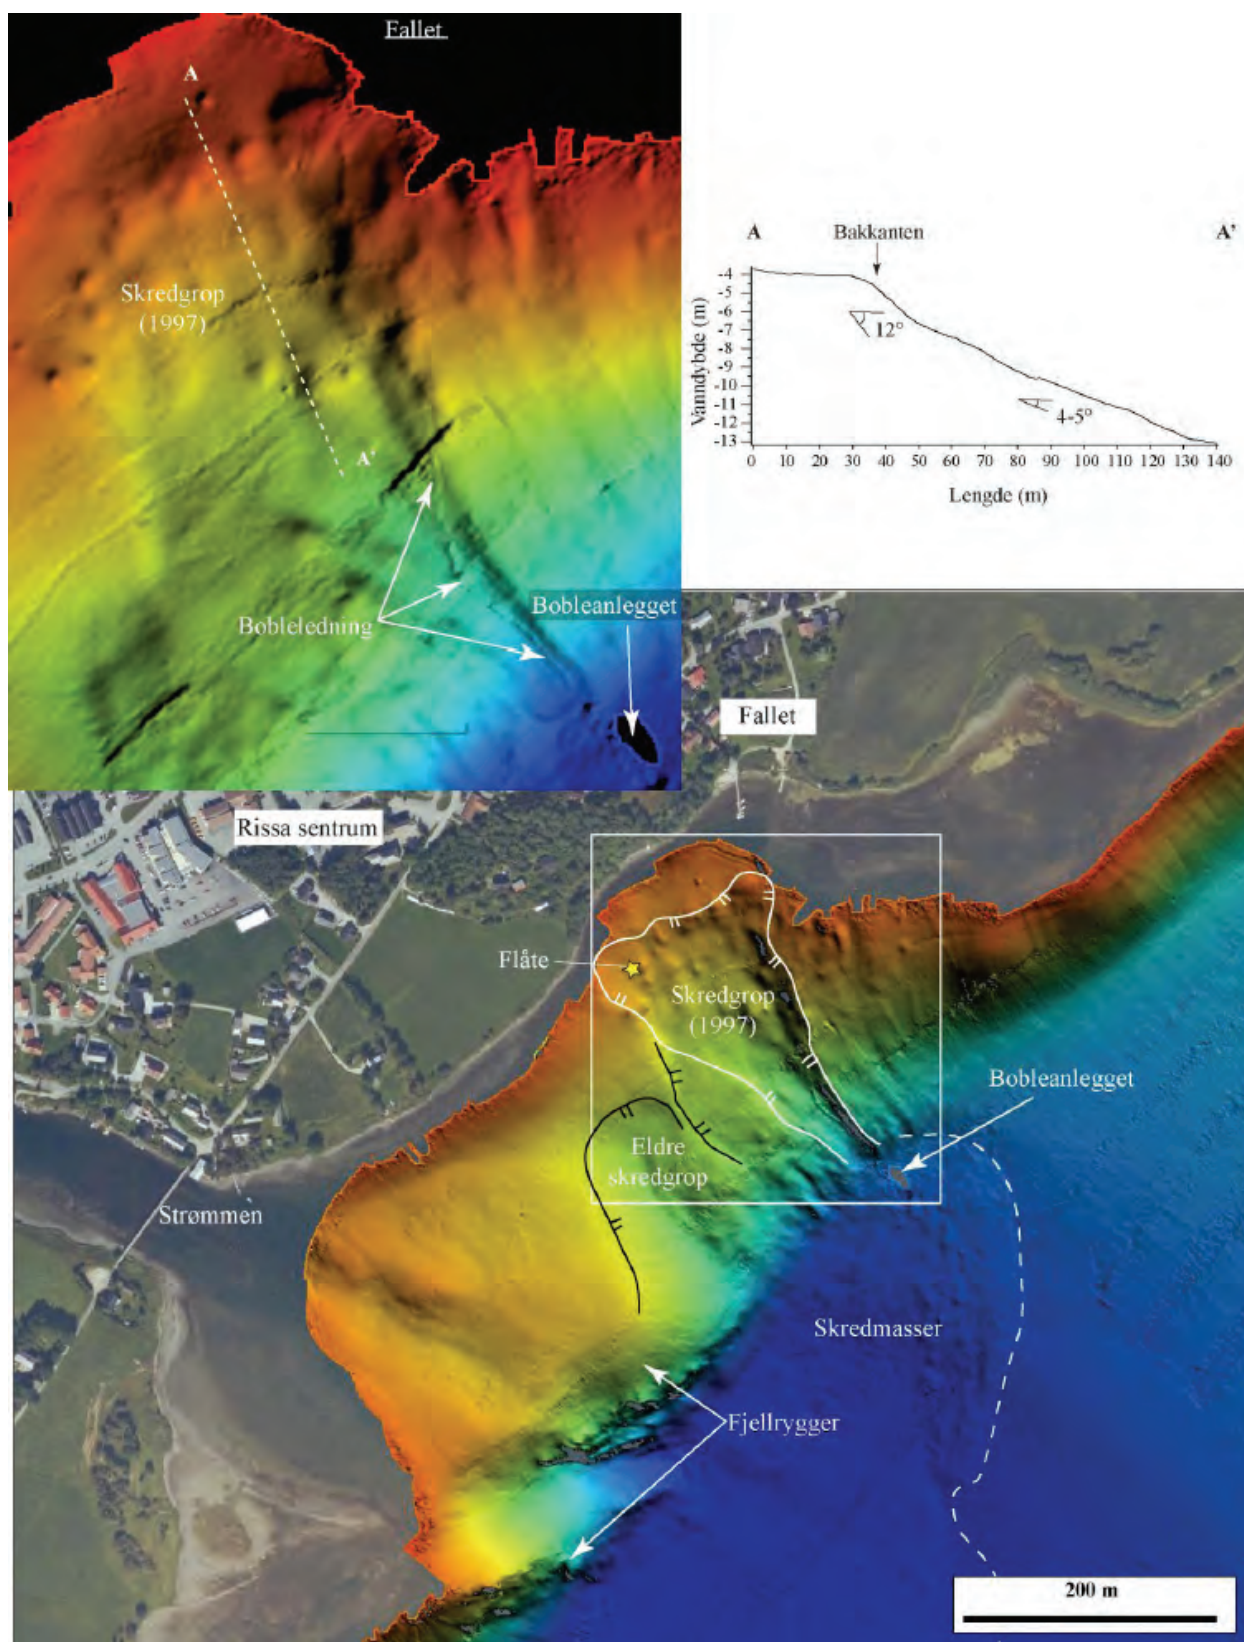 Fallet
A
Skredgrop
(1997)
A'
Bobleledning
Bobleanlegget
A
Bakkanten
A'
Vanndybde (m)
-4
-5
-6
-7
-8
-9
-10
-11
-12
-13
12°
4-5°
0 10 20 30 40 50 60 70 80 90 100 110 120 130 140
Lengde (m)
Fallet
Rissa sentrum
Flåte
Skredgrop
(1997)
Bobleanlegget
Eldre
skredgrop
Strømmen
Skredmasser
Fjellrygger
200 m